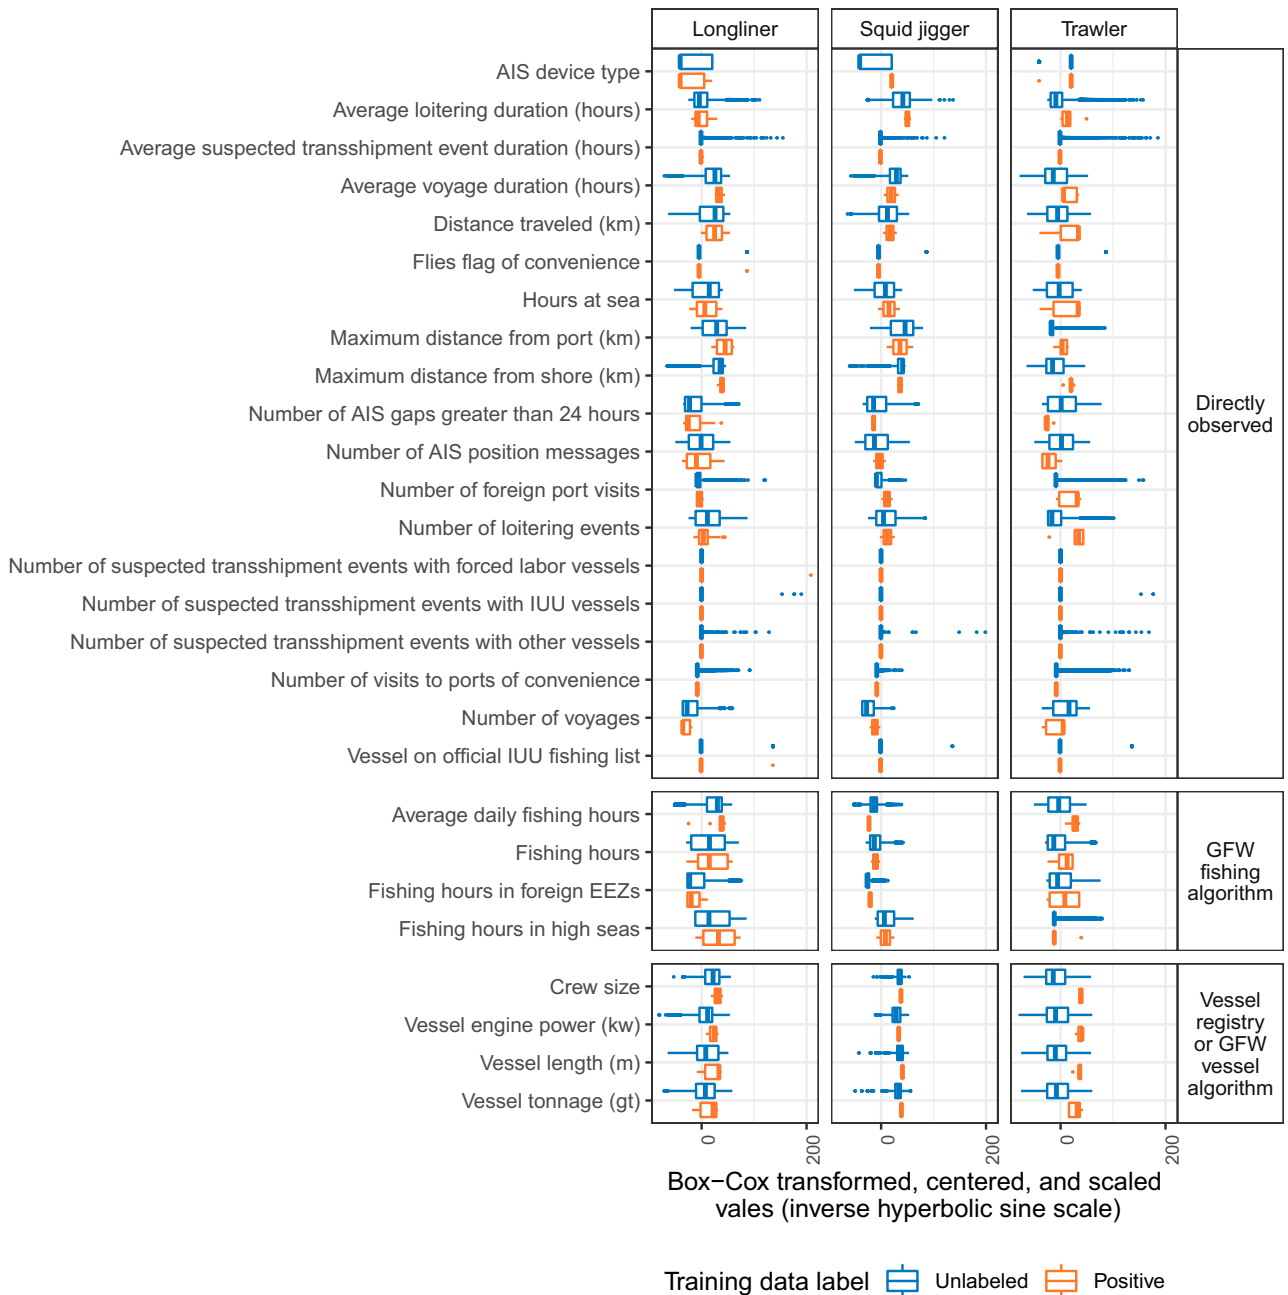 Longliner
Squid jigger
Trawler
AIS device type
Average loitering duration (hours)
Average suspected transshipment event duration (hours)
Average voyage duration (hours)
Distance traveled (km)
Flies flag of convenience
Hours at sea
Maximum distance from port (km)
Maximum distance from shore (km)
Number of AIS gaps greater than 24 hours
Number of AIS position messages
Number of foreign port visits
Number of loitering events
Number of suspected transshipment events with forced labor vessels
Number of suspected transshipment events with IUU vessels
Number of suspected transshipment events with other vessels
Number of visits to ports of convenience
Number of voyages
Vessel on official IUU fishing list
Directly
observed
Average daily fishing hours
Fishing hours
Fishing hours in foreign EEZs
Fishing hours in high seas
GFW
fishing
algorithm
Crew size
Vessel engine power (kw)
Vessel length (m)
Vessel tonnage (gt)
Vessel
registry
or GFW
vessel
algorithm
0
200
0
200
0
200
Box−Cox transformed, centered, and scaled
vales (inverse hyperbolic sine scale)
Training data label
Unlabeled
Positive